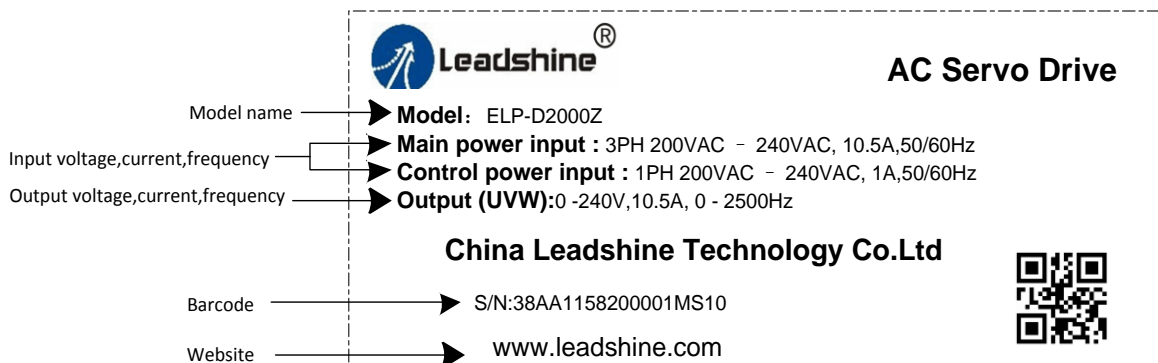 Leadshine®
AC Servo Drive
Model name
Model：ELP-D2000Z
Input voltage,current,frequency
Main power input : 3PH 200VAC – 240VAC, 10.5A,50/60Hz
Control power input : 1PH 200VAC – 240VAC, 1A,50/60Hz
Output voltage,current,frequency
Output (UVW):0 -240V,10.5A, 0 - 2500Hz
China Leadshine Technology Co.Ltd
Barcode
S/N:38AA1158200001MS10
Website
www.leadshine.com